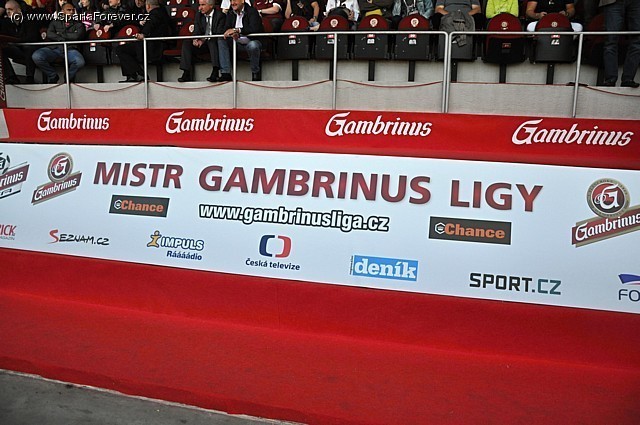 (c) www.SpartaForever.cz
Gambrinus Gambrinus Gambrinus Gambrinus
MISTR GAMBRINUS LIGY
Gambrinus
Chance
www.gambrinusliga.cz
Chance
Gambrinus
SEZNAM.CZ
IMPULS
Ráááádio
Česká televize
deník
SPORT.CZ